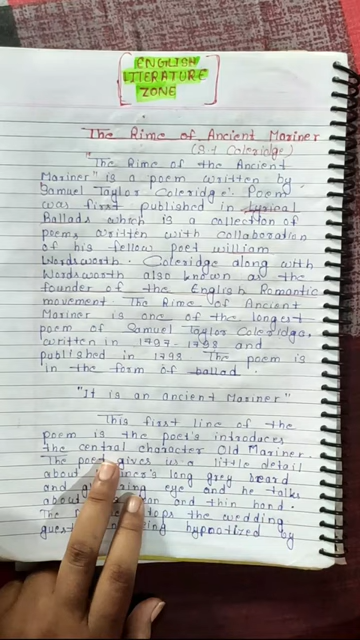 ENGLISH
LITERATURE
ZONE
The Rime of Ancient Mariner
(S.T Coleridge)
"The Rime of the Ancient
Mariner" is a poem written by
Samuel Taylor Coleridge. Poem
was first published in Lyrical
Ballads which is a collection of
poems written with collaboration
of his fellow poet william
Wordsworth. Coleridge along with
Wordsworth also known as the
founder of the English Romantic
movement. The Rime of Ancient
Mariner is one of the longest
poem of Samuel Taylor Coleridge.
written in 1797-1798 and
published in 1798. The poem is
in the form of ballad.
"It is an ancient Mariner"
This first line of the
poem is the poet's introduces
the central character Old Mariner.
The poet gives us a little detail
about long grey beard
and eye and he talks
about and thin hand.
The the wedding
guest being hypnotized by